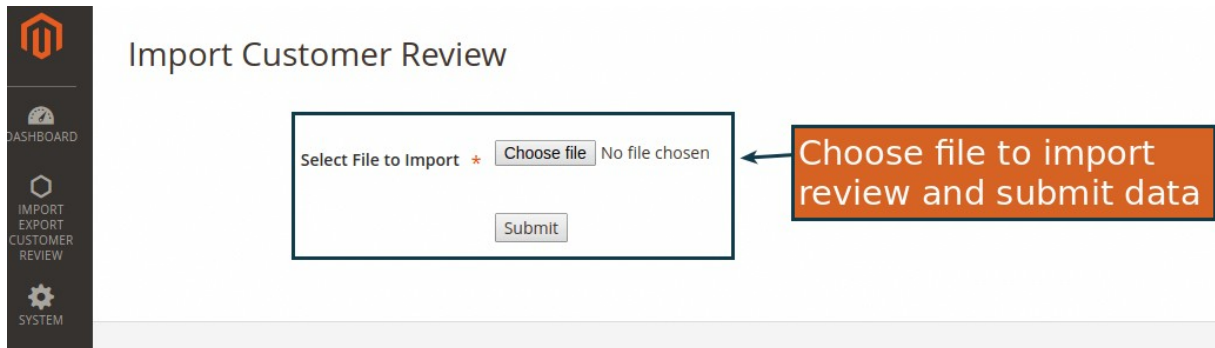 Import Customer Review
DASHBOARD
IMPORT
EXPORT
CUSTOMER
REVIEW
SYSTEM
Select File to Import * Choose file No file chosen
Submit
Choose file to import
review and submit data